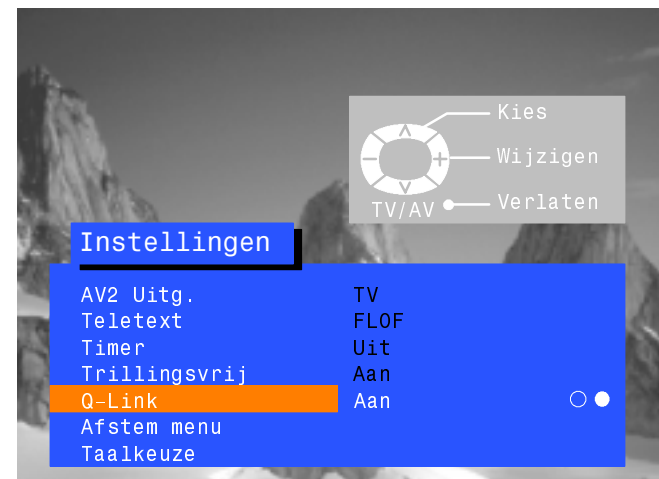 Kies
Wijzigen
TV/AV Verlaten
Instellingen
AV2 Uitg. TV
Teletext FLOF
Timer Uit
Trillingsvrij Aan
Q-Link Aan
Afstem menu
Taalkeuze